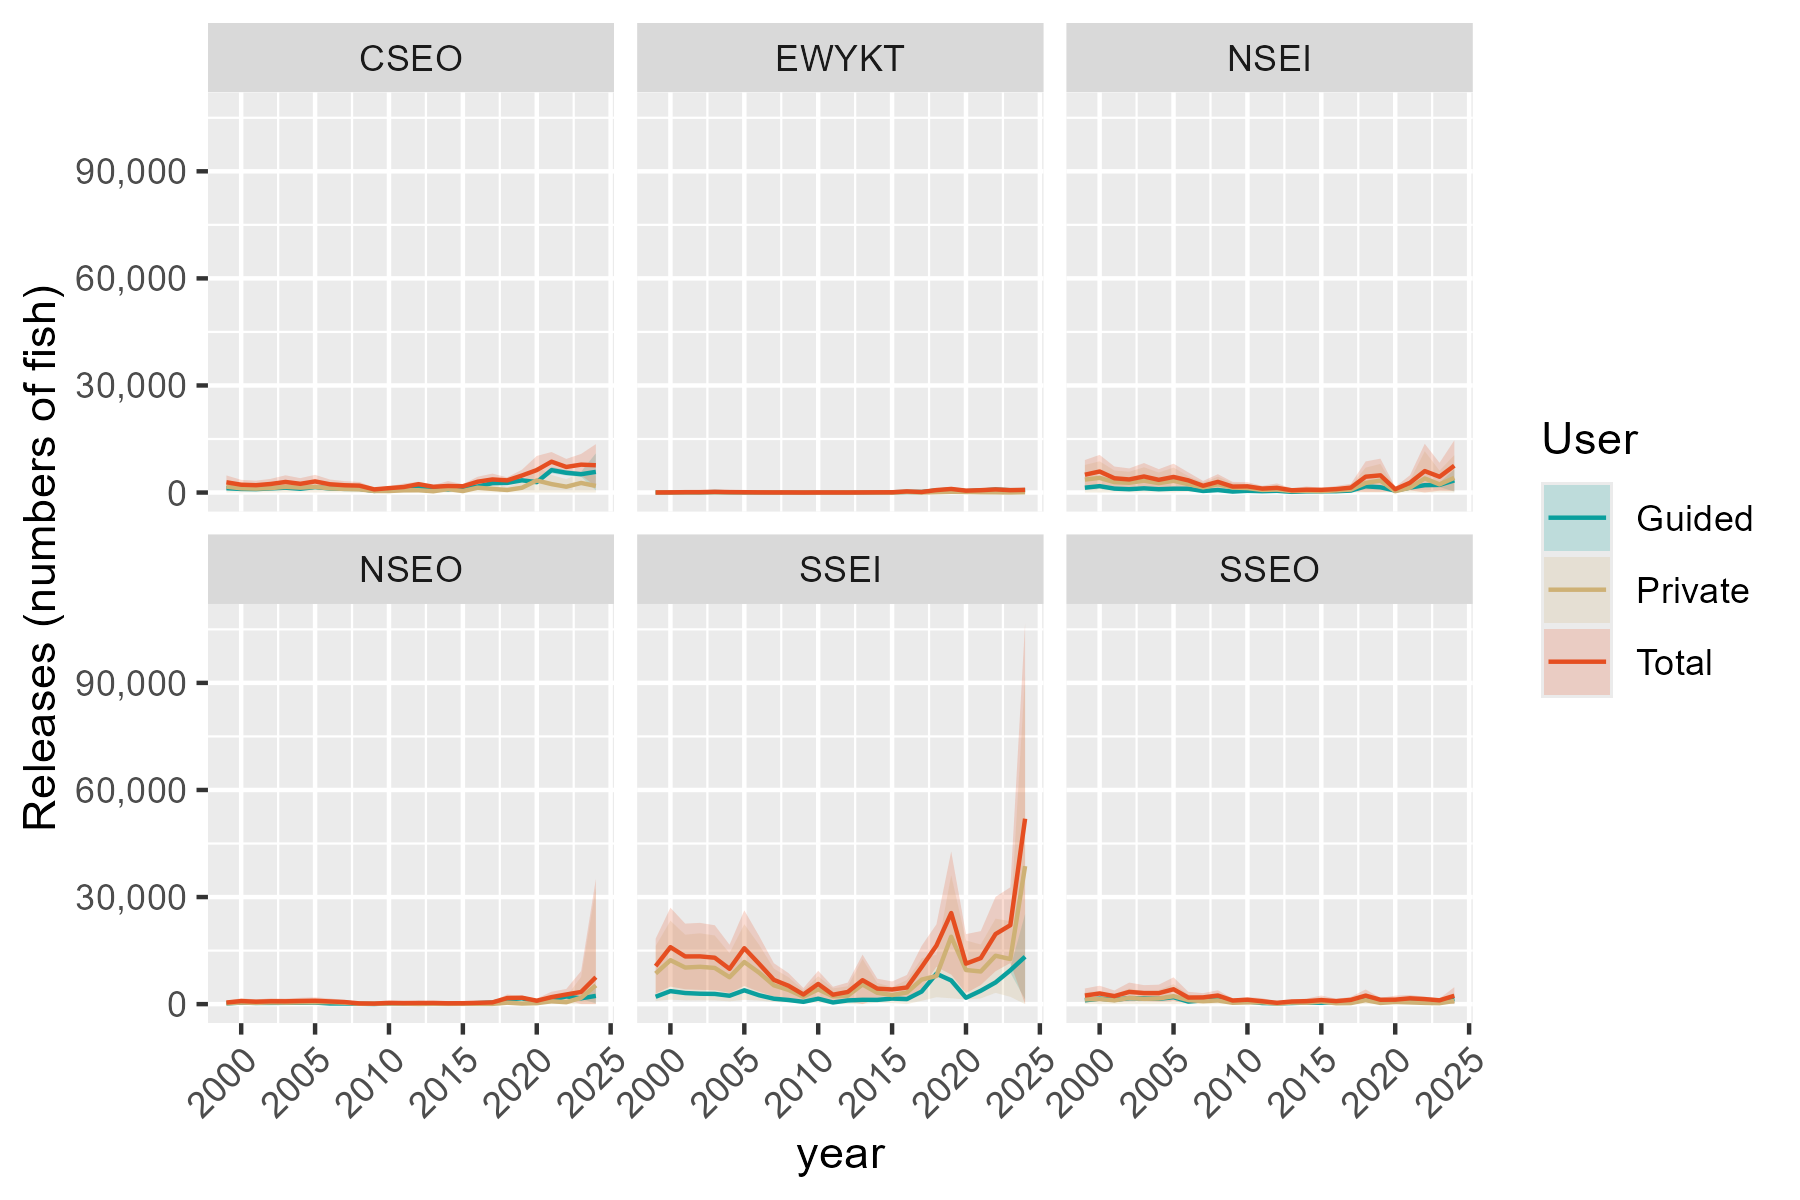 CSEO
EWYKT
NSEI
90,000
60,000
30,000
0
NSEO
SSEI
SSEO
90,000
60,000
30,000
0
2000
2005
2010
2015
2020
2025
2000
2005
2010
2015
2020
2025
2000
2005
2010
2015
2020
2025
year
Releases (numbers of fish)
User
Guided
Private
Total